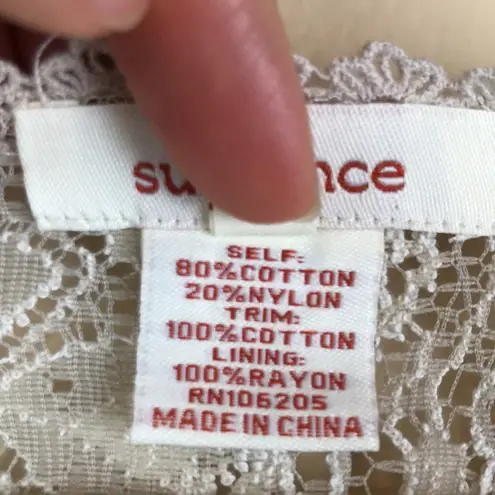 SELF:
80%COTTON
20%NYLON
TRIM:
100%COTTON
LINING:
100%RAYON
RN106205
MADE IN CHINA